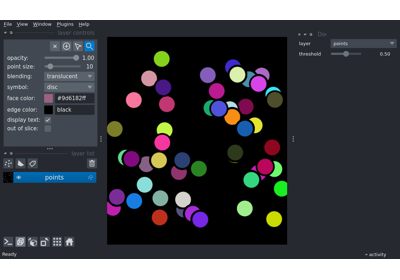 File View Window Plugins Help
layer controls
opacity: 1.00
point size: 10
blending: translucent
symbol: disc
face color: #9d6182ff
edge color: black
display text:
out of slice:
layer list
points
layer points
threshold 0.50
Ready
activity